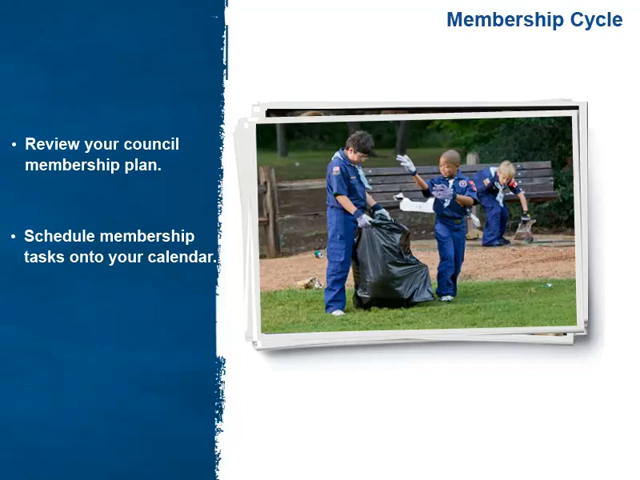 Membership Cycle
• Review your council
membership plan.
• Schedule membership
tasks onto your calendar.